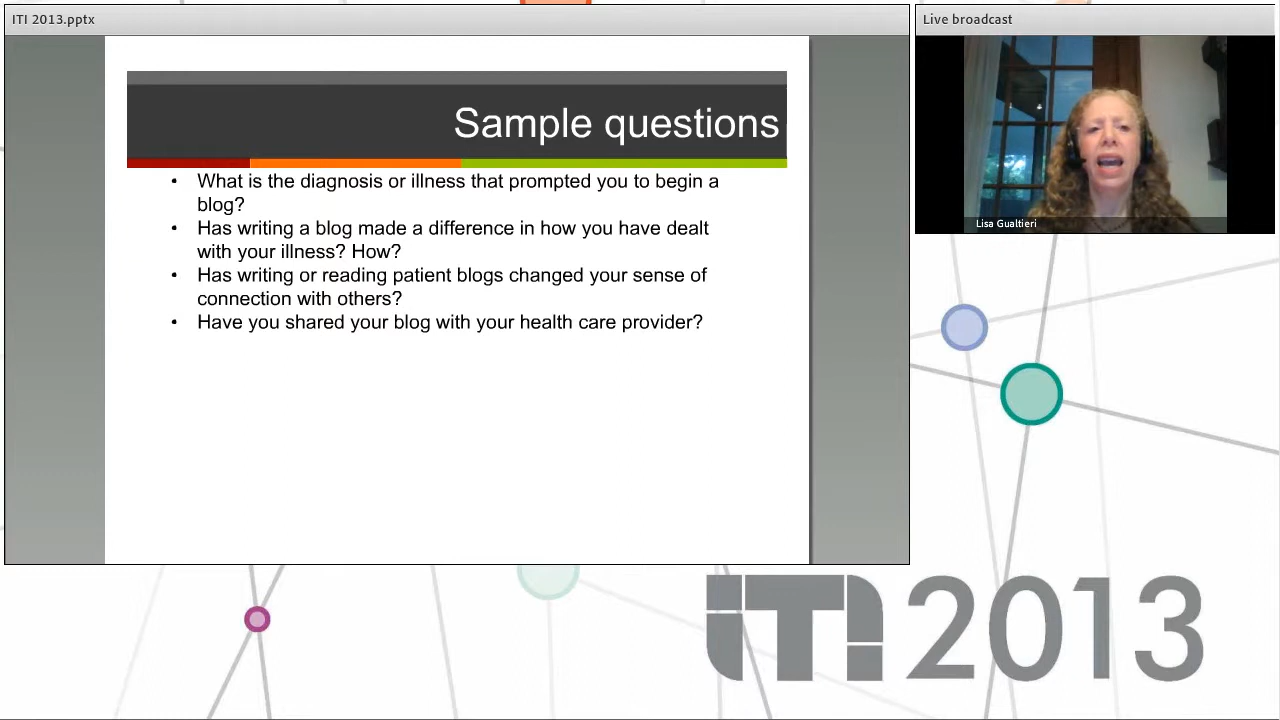 ITI 2013.pptx
Live broadcast
Sample questions
• What is the diagnosis or illness that prompted you to begin a
blog?
• Has writing a blog made a difference in how you have dealt
with your illness? How?
• Has writing or reading patient blogs changed your sense of
connection with others?
• Have you shared your blog with your health care provider?
Lisa Gualtieri
iTI 2013